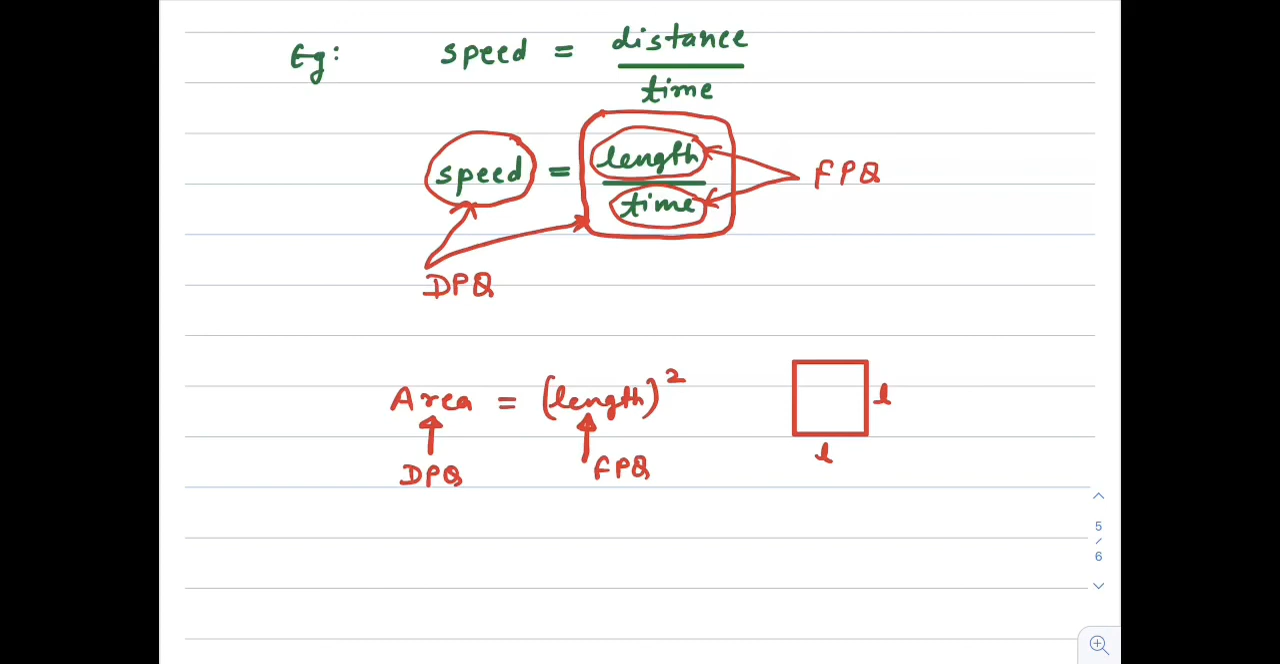 Eg: speed = distance / time
speed = length / time
FPQ
DPQ
Area = (length)²
l
l
DPQ
FPQ
5
/
6